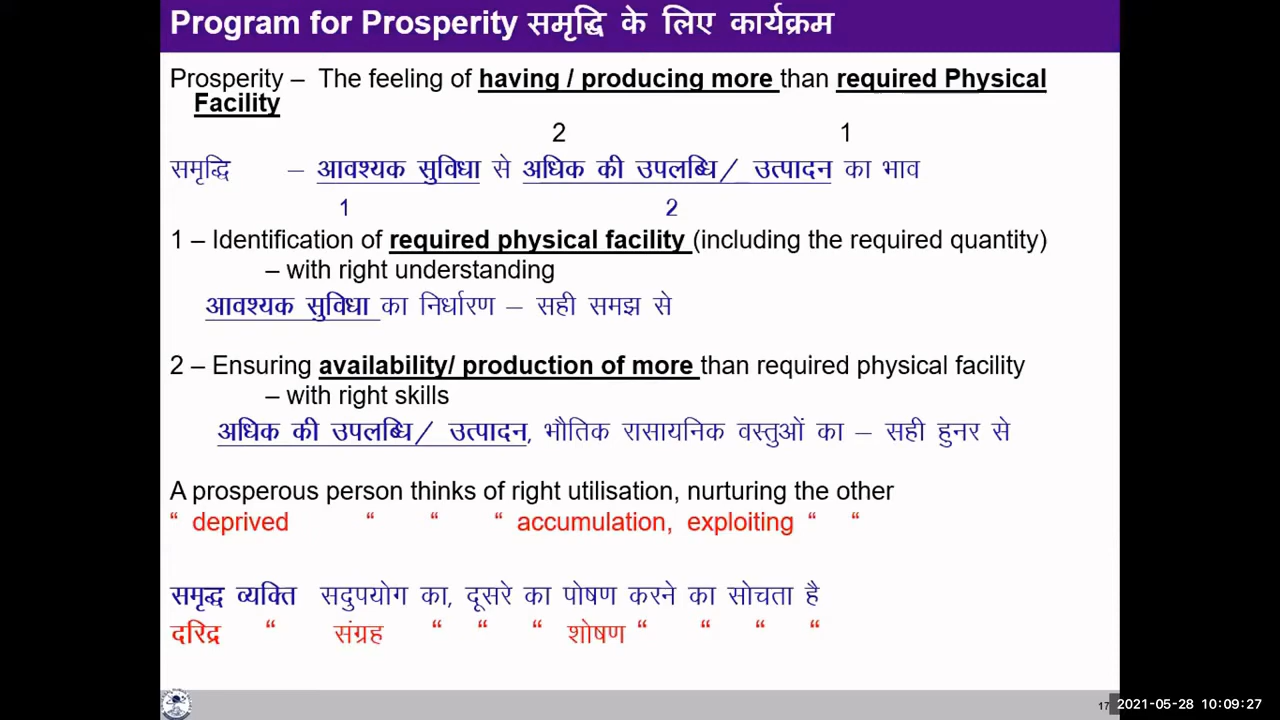 Program for Prosperity समृद्धि के लिए कार्यक्रम
Prosperity – The feeling of having / producing more than required Physical
Facility
2 1
समृद्धि – आवश्यक सुविधा से अधिक की उपलब्धि/ उत्पादन का भाव
1 2
1 – Identification of required physical facility (including the required quantity)
– with right understanding
आवश्यक सुविधा का निर्धारण – सही समझ से
2 – Ensuring availability/ production of more than required physical facility
– with right skills
अधिक की उपलब्धि/ उत्पादन, भौतिक रासायनिक वस्तुओं का – सही हुनर से
A prosperous person thinks of right utilisation, nurturing the other
“ deprived “ “ “ accumulation, exploiting “ “
समृद्ध व्यक्ति सदुपयोग का, दूसरे का पोषण करने का सोचता है
दरिद्र “ संग्रह “ “ “ शोषण “ “ “ “
17 2021-05-28 10:09:27